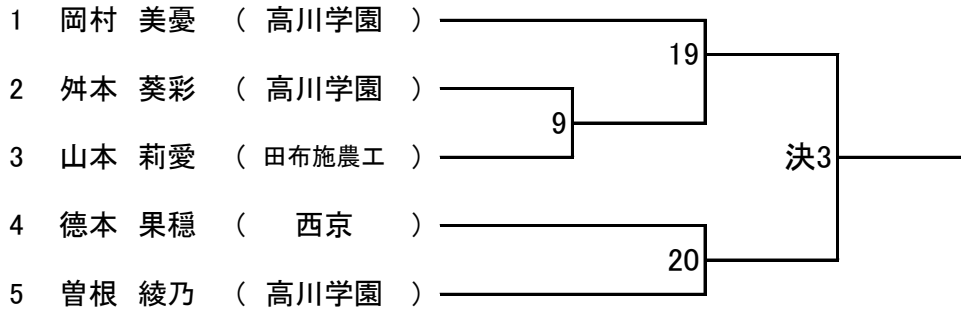 1 岡村 美憂 ( 高川学園 )
19
2 舛本 葵彩 ( 高川学園 )
9
3 山本 莉愛 ( 田布施農工 )
決3
4 德本 果穏 ( 西京 )
20
5 曽根 綾乃 ( 高川学園 )